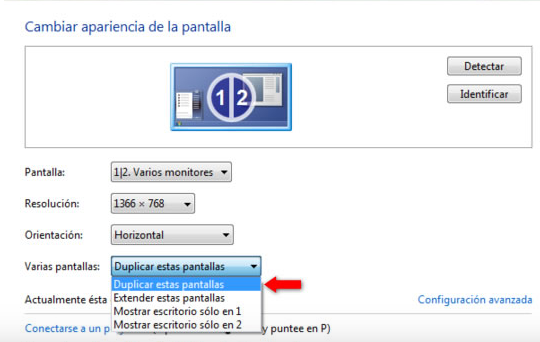 Cambiar apariencia de la pantalla
Detectar
1 2
Identificar
Pantalla: 1|2. Varios monitores
Resolución: 1366 × 768
Orientación: Horizontal
Varias pantallas: Duplicar estas pantallas
Duplicar estas pantallas
Extender estas pantallas
Actualmente ésta
Configuración avanzada
Mostrar escritorio sólo en 1
Mostrar escritorio sólo en 2
Conectarse a un p y puntee en P)